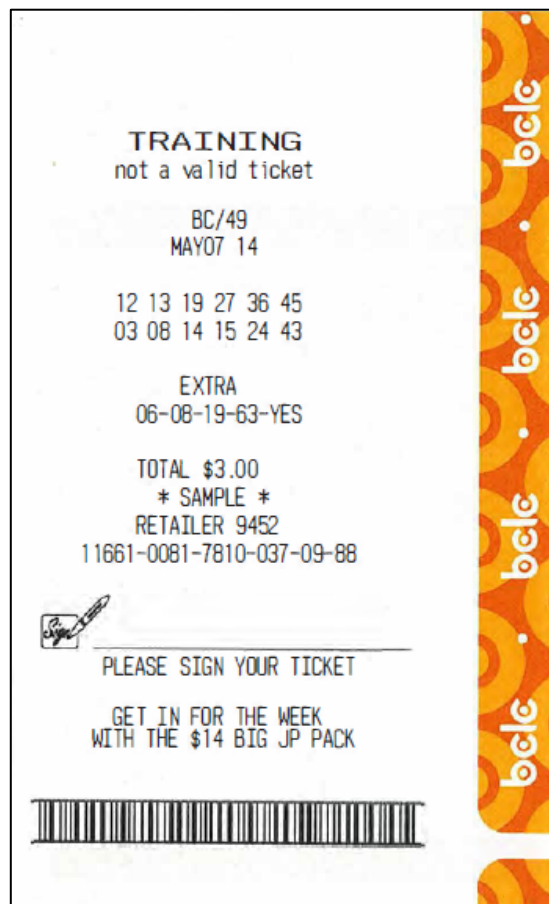 TRAINING
not a valid ticket
BC/49
MAY07 14
12 13 19 27 36 45
03 08 14 15 24 43
EXTRA
06-08-19-63-YES
TOTAL $3.00
* SAMPLE *
RETAILER 9452
11661-0081-7810-037-09-88
Sign
PLEASE SIGN YOUR TICKET
GET IN FOR THE WEEK
WITH THE $14 BIG JP PACK
bclc
bclc
bclc
bclc